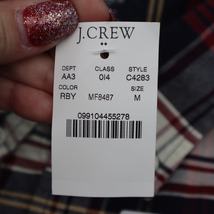 J.CREW
DEPT CLASS STYLE
AA3 014 C4283
COLOR SIZE
RBY MF8487 M
099104455278